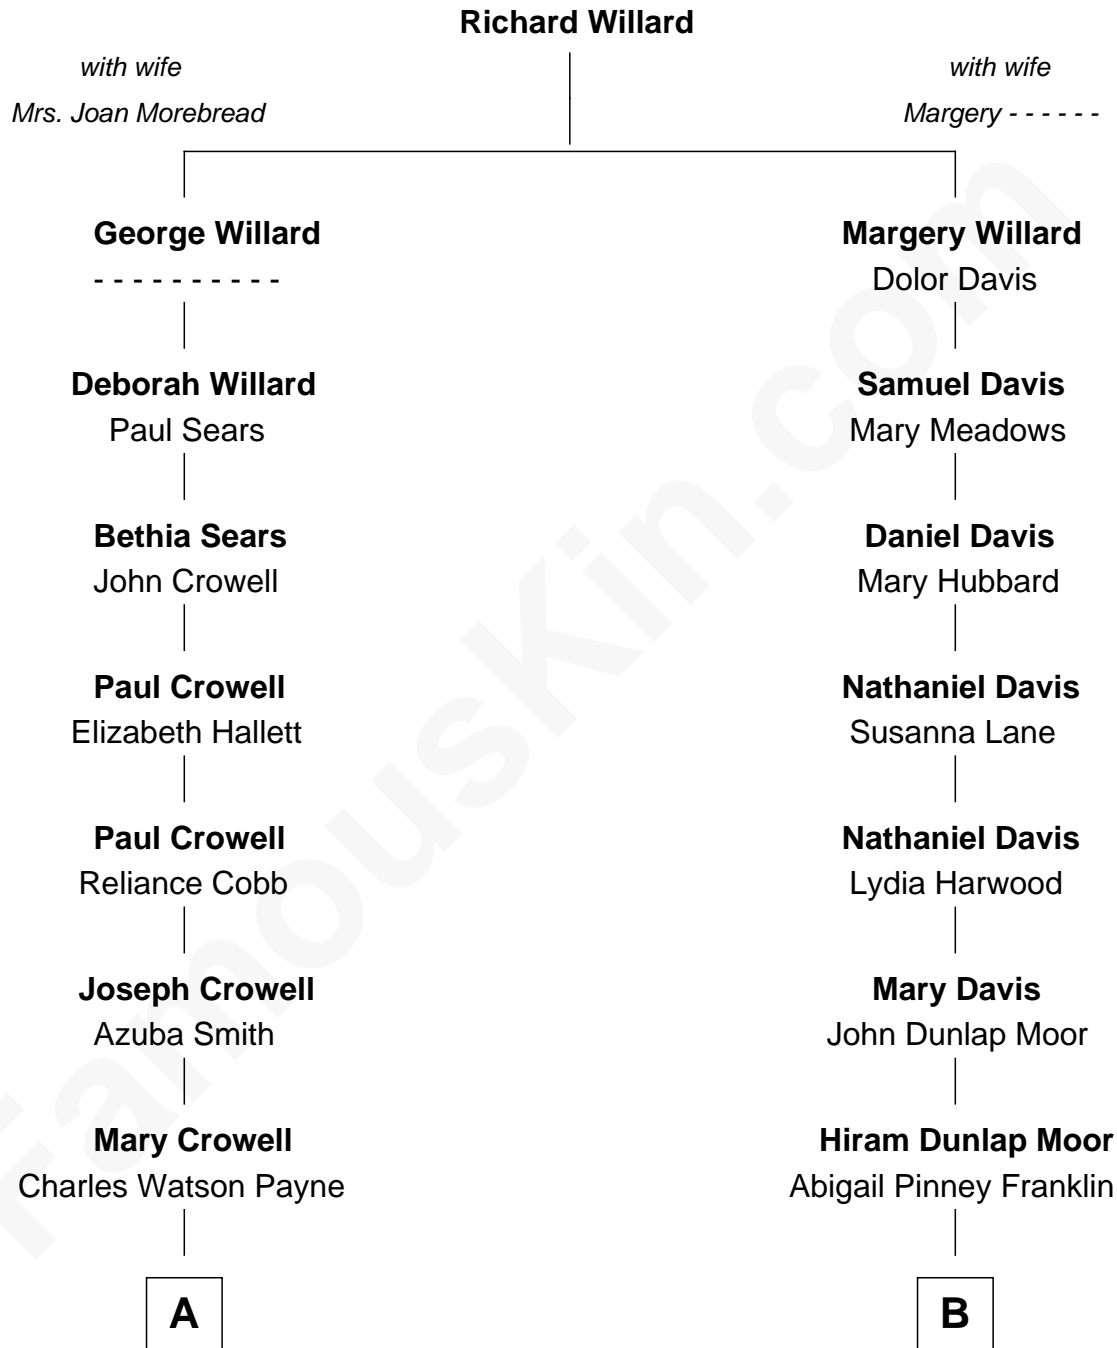 Richard Willard
with wife
Mrs. Joan Morebread
with wife
Margery - - - - - -
George Willard
- - - - - - - - - -
Margery Willard
Dolor Davis
Deborah Willard
Paul Sears
Samuel Davis
Mary Meadows
Bethia Sears
John Crowell
Daniel Davis
Mary Hubbard
Paul Crowell
Elizabeth Hallett
Nathaniel Davis
Susanna Lane
Paul Crowell
Reliance Cobb
Nathaniel Davis
Lydia Harwood
Joseph Crowell
Azuba Smith
Mary Davis
John Dunlap Moor
Mary Crowell
Charles Watson Payne
Hiram Dunlap Moor
Abigail Pinney Franklin
A
B
FamousKin.com